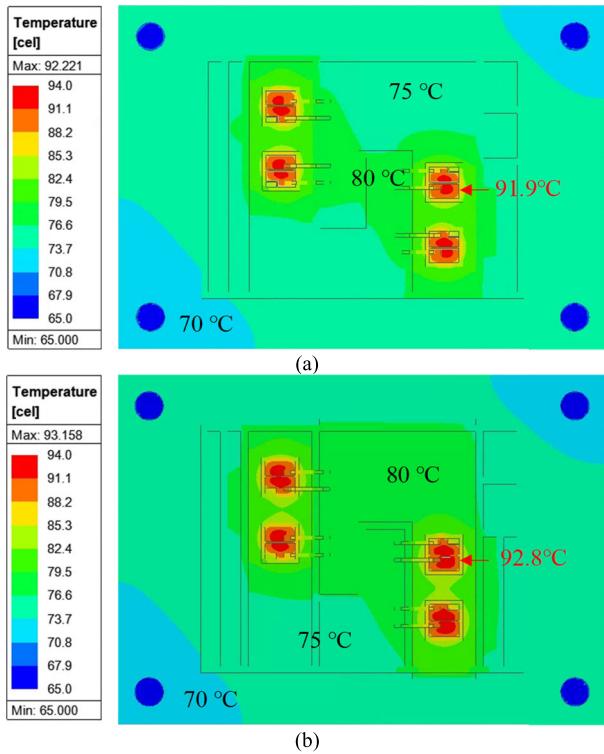 Temperature
[cel]
Max: 92.221
94.0
91.1
88.2
85.3
82.4
79.5
76.6
73.7
70.8
67.9
65.0
Min: 65.000
75 °C
80 °C
91.9°C
70 °C
(a)
Temperature
[cel]
Max: 93.158
94.0
91.1
88.2
85.3
82.4
79.5
76.6
73.7
70.8
67.9
65.0
Min: 65.000
80 °C
92.8°C
75 °C
70 °C
(b)